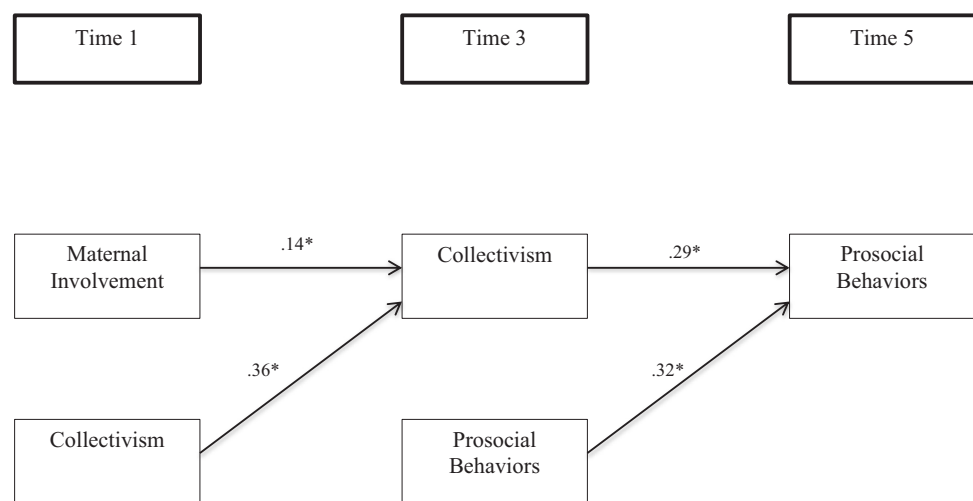 Time 1
Time 3
Time 5
Maternal
Involvement
.14*
Collectivism
.29*
Prosocial
Behaviors
.36*
.32*
Collectivism
Prosocial
Behaviors